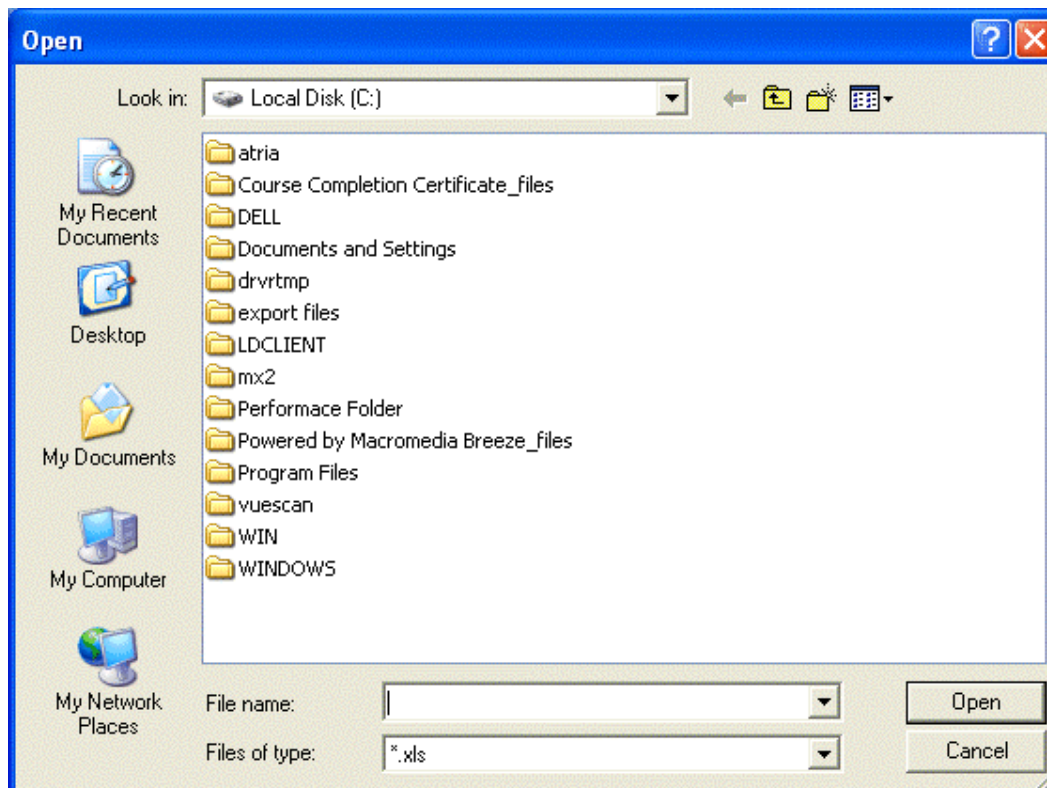 Open
Look in:
Local Disk (C:)
My Recent
Documents
Desktop
My Documents
My Computer
My Network
Places
atria
Course Completion Certificate_files
DELL
Documents and Settings
drvrtmp
export files
LDCLIENT
mx2
Performace Folder
Powered by Macromedia Breeze_files
Program Files
vuescan
WIN
WINDOWS
File name:
Open
Files of type:
*.xls
Cancel